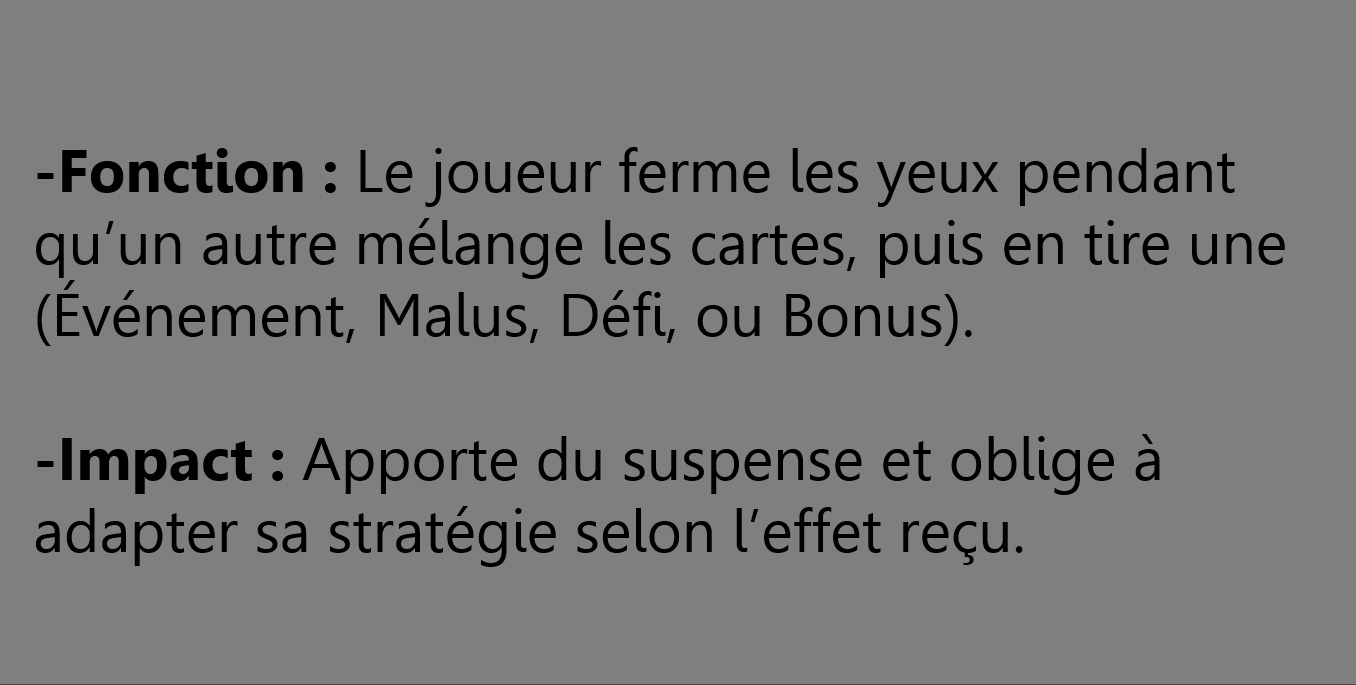 -Fonction : Le joueur ferme les yeux pendant
qu’un autre mélange les cartes, puis en tire une
(Événement, Malus, Défi, ou Bonus).
-Impact : Apporte du suspense et oblige à
adapter sa stratégie selon l’effet reçu.